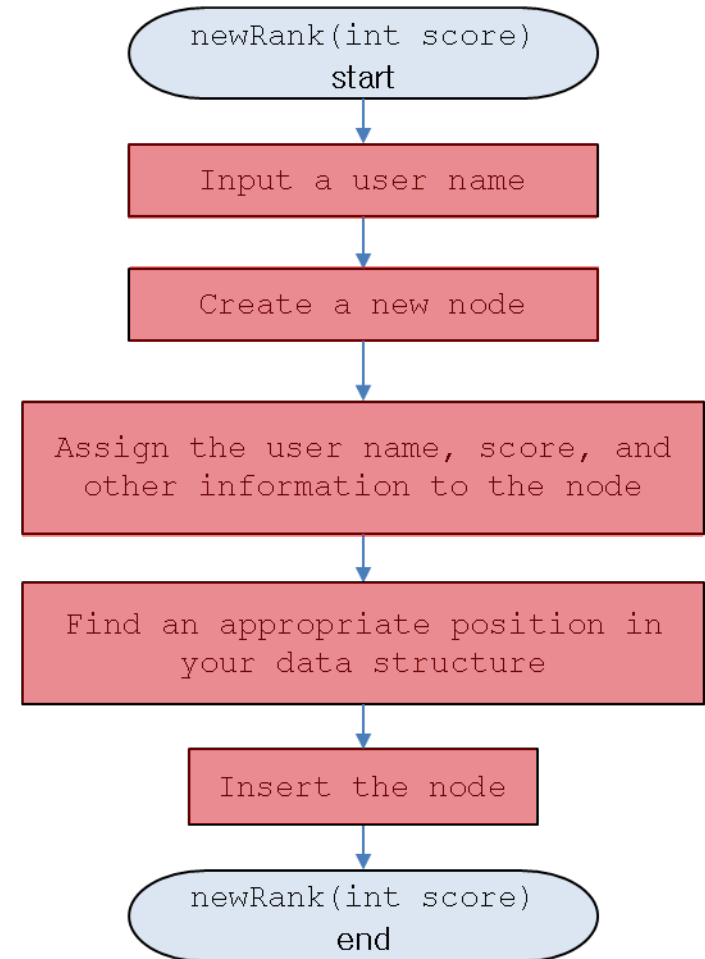 newRank(int score)
start
Input a user name
Create a new node
Assign the user name, score, and
other information to the node
Find an appropriate position in
your data structure
Insert the node
newRank(int score)
end